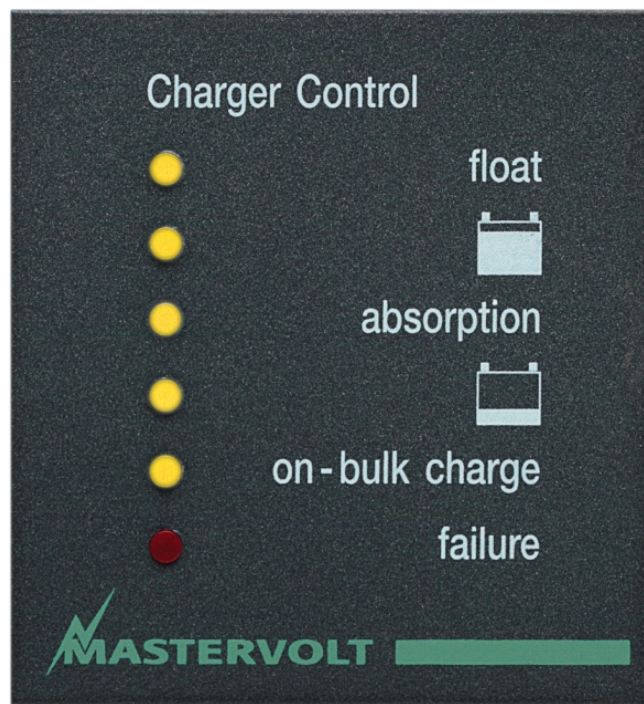 Charger Control
float
absorption
on-bulk charge
failure
MASTERVOLT